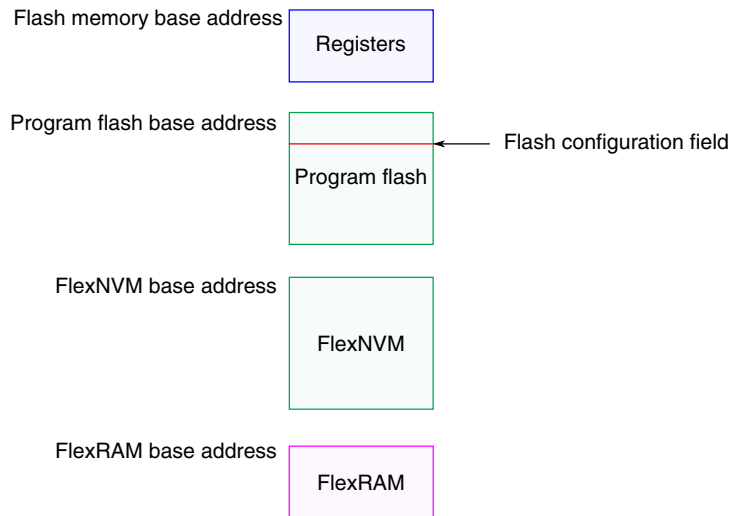 Flash memory base address
Registers
Program flash base address
Flash configuration field
Program flash
FlexNVM base address
FlexNVM
FlexRAM base address
FlexRAM